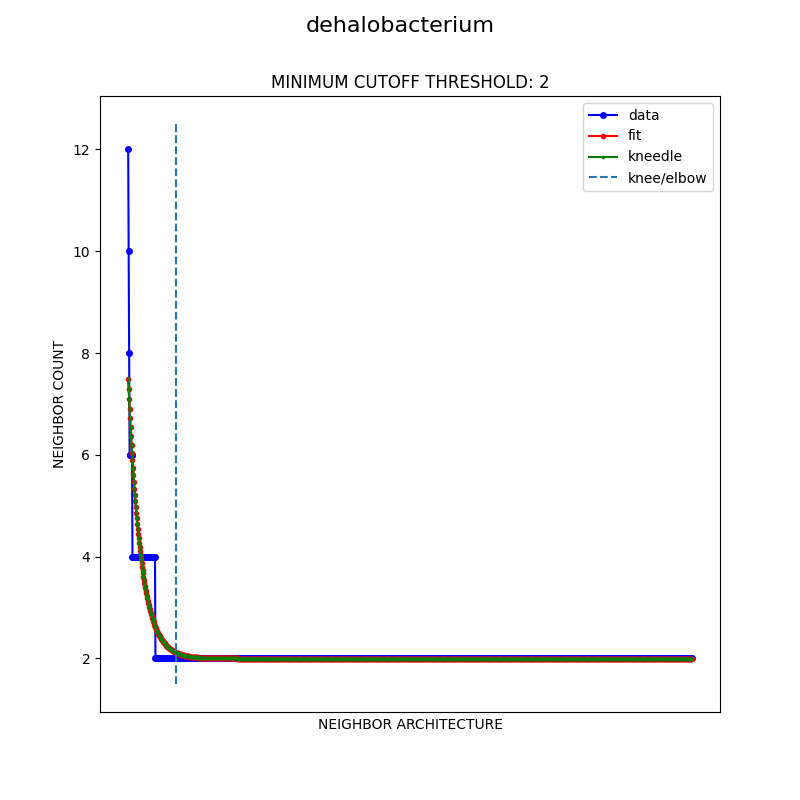 dehalobacterium
MINIMUM CUTOFF THRESHOLD: 2
data
fit
kneedle
knee/elbow
12
10
8
6
4
2
NEIGHBOR COUNT
NEIGHBOR ARCHITECTURE